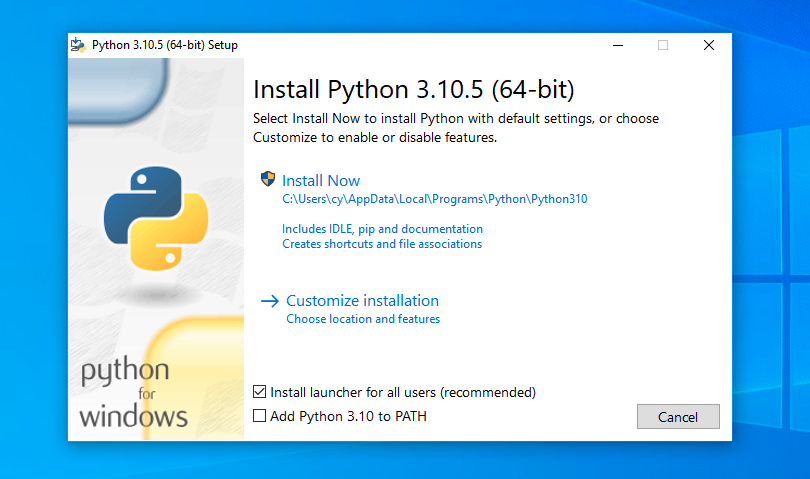 Python 3.10.5 (64-bit) Setup
Install Python 3.10.5 (64-bit)
Select Install Now to install Python with default settings, or choose
Customize to enable or disable features.
Install Now
C:\Users\cy\AppData\Local\Programs\Python\Python310
Includes IDLE, pip and documentation
Creates shortcuts and file associations
Customize installation
Choose location and features
python
for
windows
Install launcher for all users (recommended)
Add Python 3.10 to PATH
Cancel